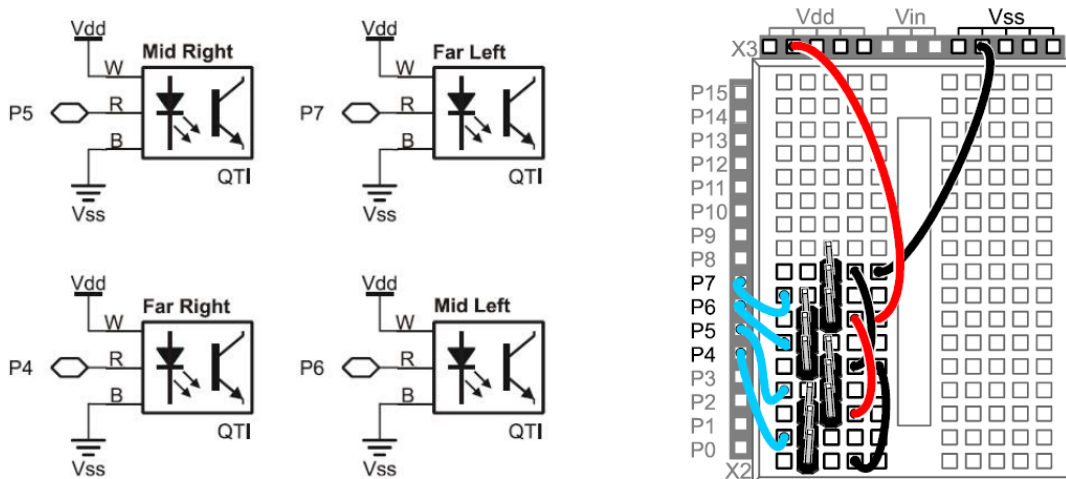 Vdd
Mid Right
W
P5
R
B
QTI
Vss
Vdd
Far Left
W
P7
R
B
QTI
Vss
Vdd
Far Right
W
P4
R
B
QTI
Vss
Vdd
Mid Left
W
P6
R
B
QTI
Vss
Vdd Vin Vss
X3
P15
P14
P13
P12
P11
P10
P9
P8
P7
P6
P5
P4
P3
P2
P1
P0
X2